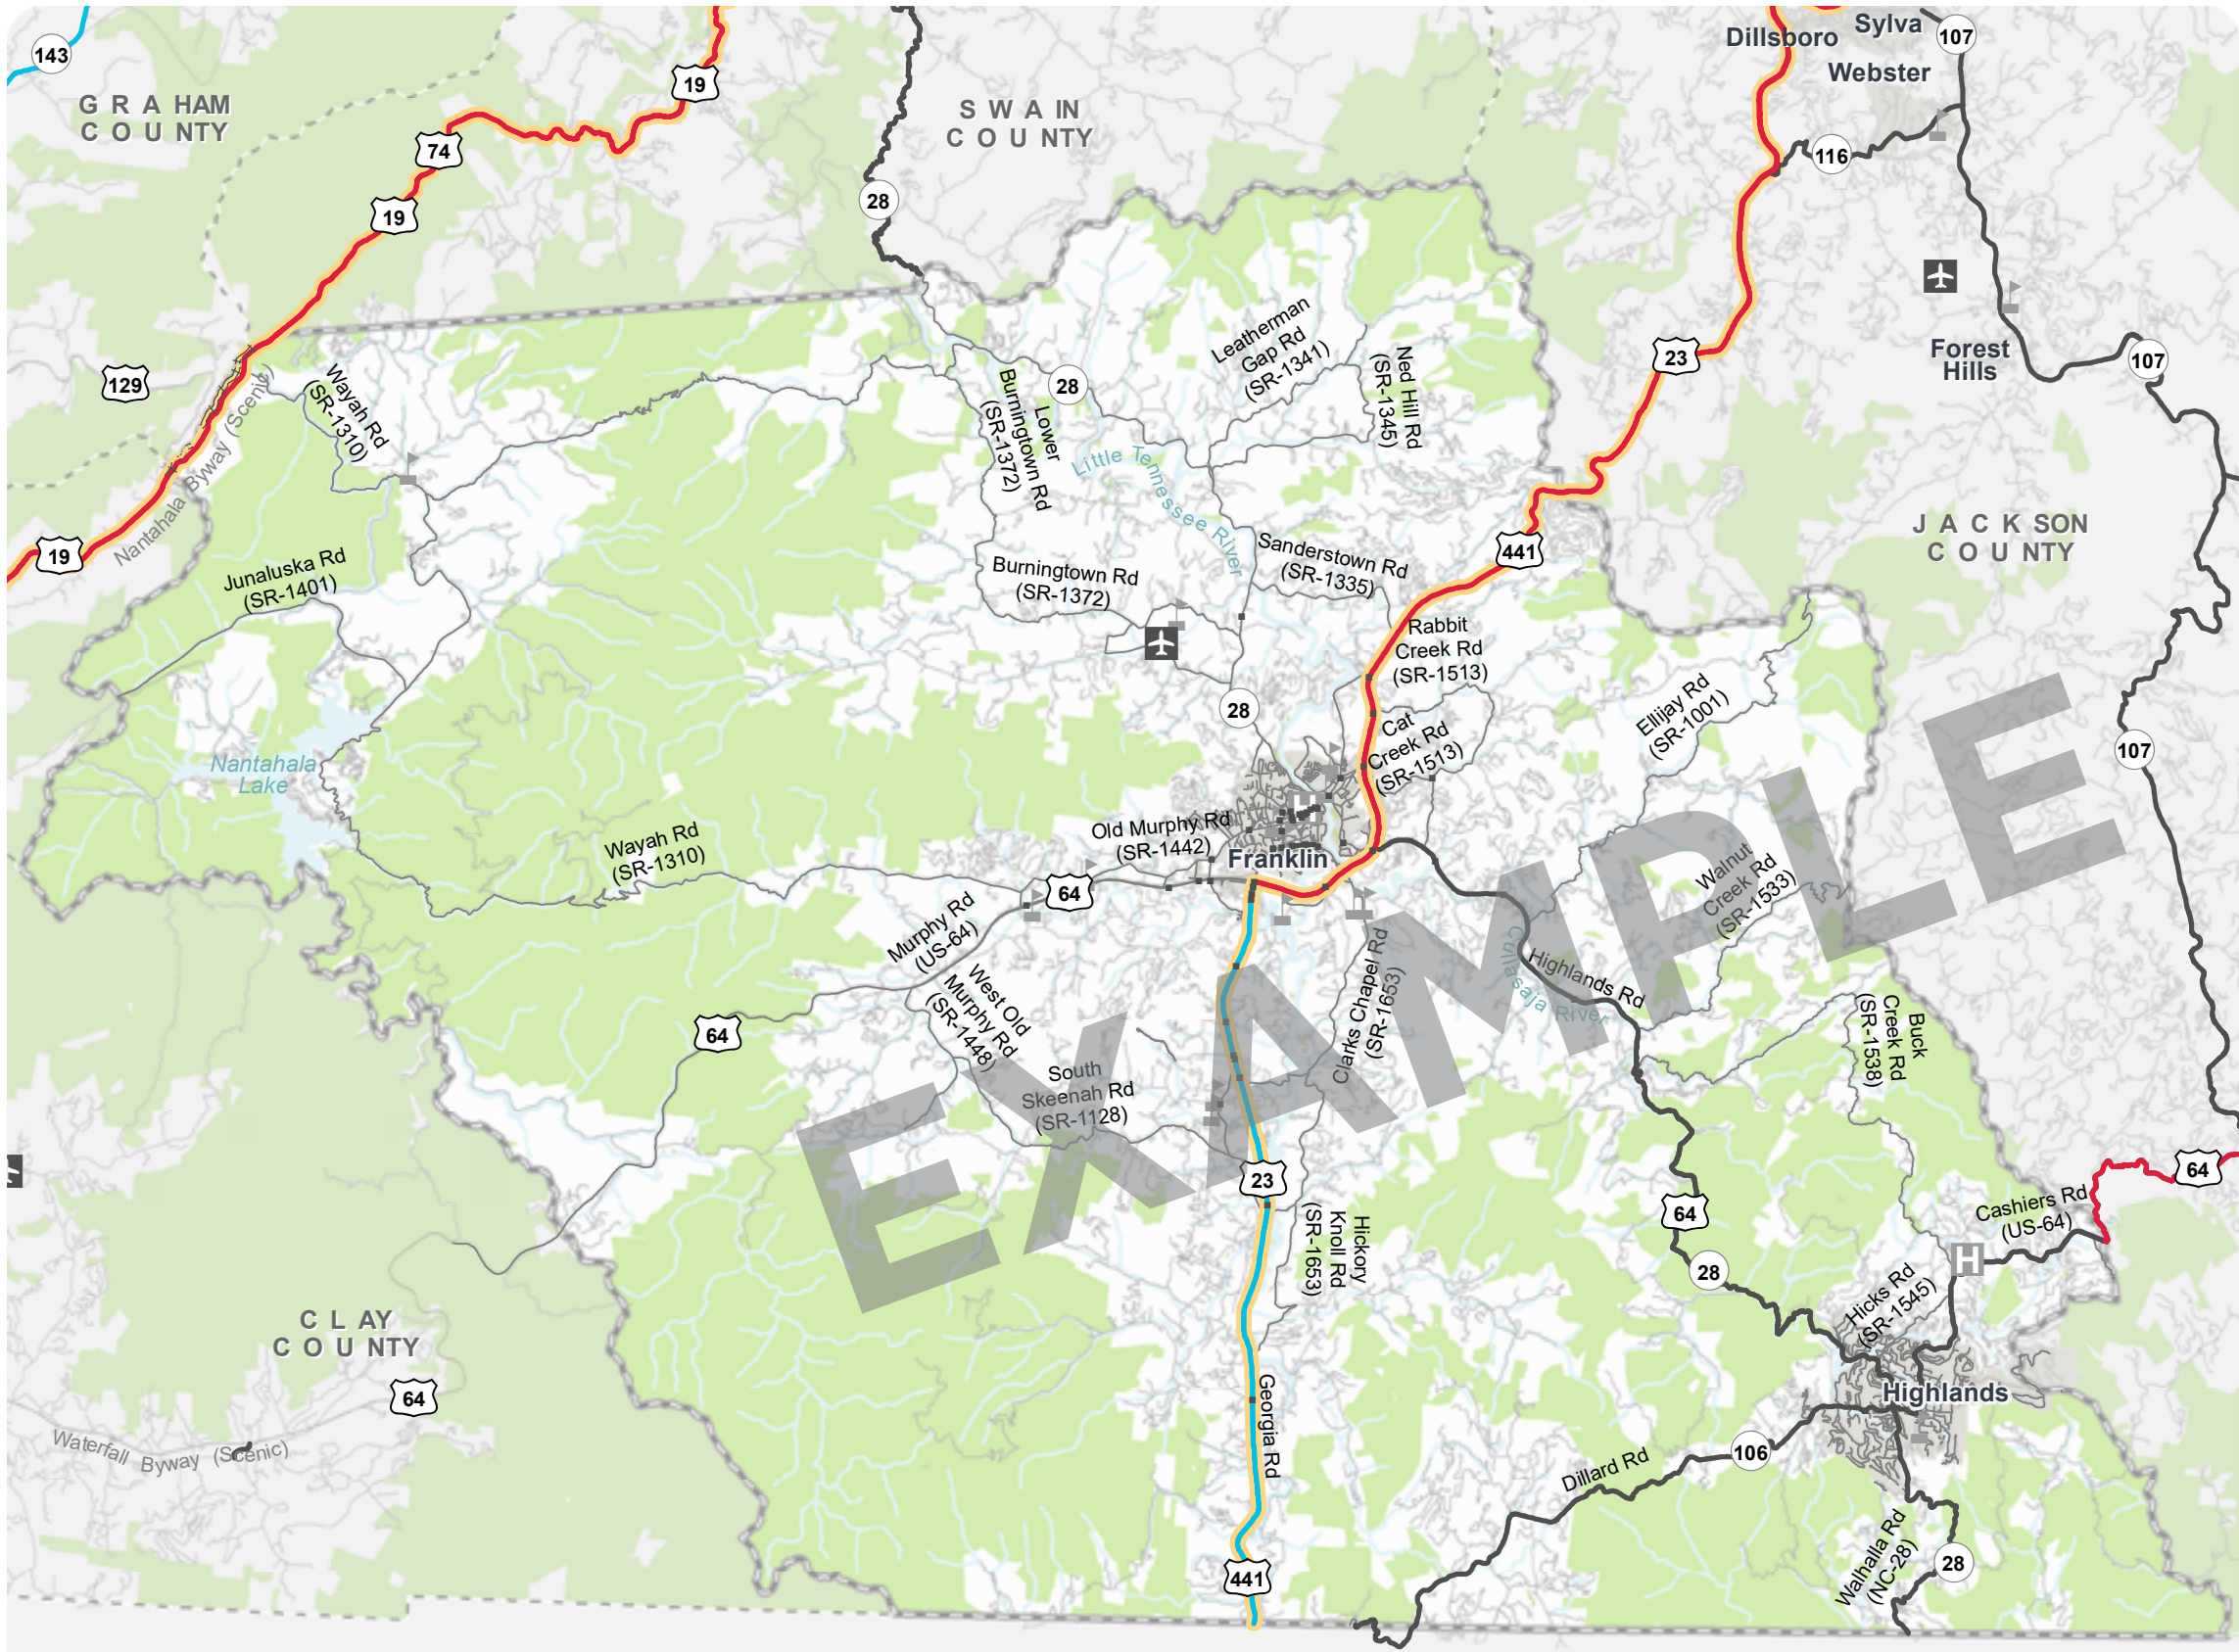 143
GRAHAM
COUNTY
19
74
19
28
SWAIN
COUNTY
Dillsboro
Sylva
107
Webster
116
23
Forest
Hills
107
129
Wayah Rd
(SR-1310)
Nantahala Byway (Scenic)
19
Junaluska Rd
(SR-1401)
28
Leatherman
Gap Rd
(SR-1341)
Ned Hill Rd
(SR-1345)
Lower
Burningtown Rd
(SR-1372)
Little Tennessee River
441
JACKSON
COUNTY
Burningtown Rd
(SR-1372)
Sanderstown Rd
(SR-1335)
Rabbit
Creek Rd
(SR-1513)
Cat
Creek Rd
(SR-1513)
Ellijay Rd
(SR-1001)
28
107
Nantahala
Lake
Wayah Rd
(SR-1310)
Old Murphy Rd
(SR-1442)
H
Franklin
64
Murphy Rd
(US-64)
Walnut
Creek Rd
(SR-1533)
Cullasaja River
Highlands Rd
Clarks Chapel Rd
(SR-1653)
West Old
Murphy Rd
(SR-1448)
64
South
Skeenah Rd
(SR-1128)
Buck
Creek Rd
(SR-1538)
EXAMPLE
23
Hickory
Knoll Rd
(SR-1653)
64
28
64
Cashiers Rd
(US-64)
H
Hicks Rd
(SR-1545)
CLAY
COUNTY
64
Waterfall Byway (Scenic)
Highlands
Georgia Rd
106
Dillard Rd
441
Walhalla Rd
(NC-28)
28